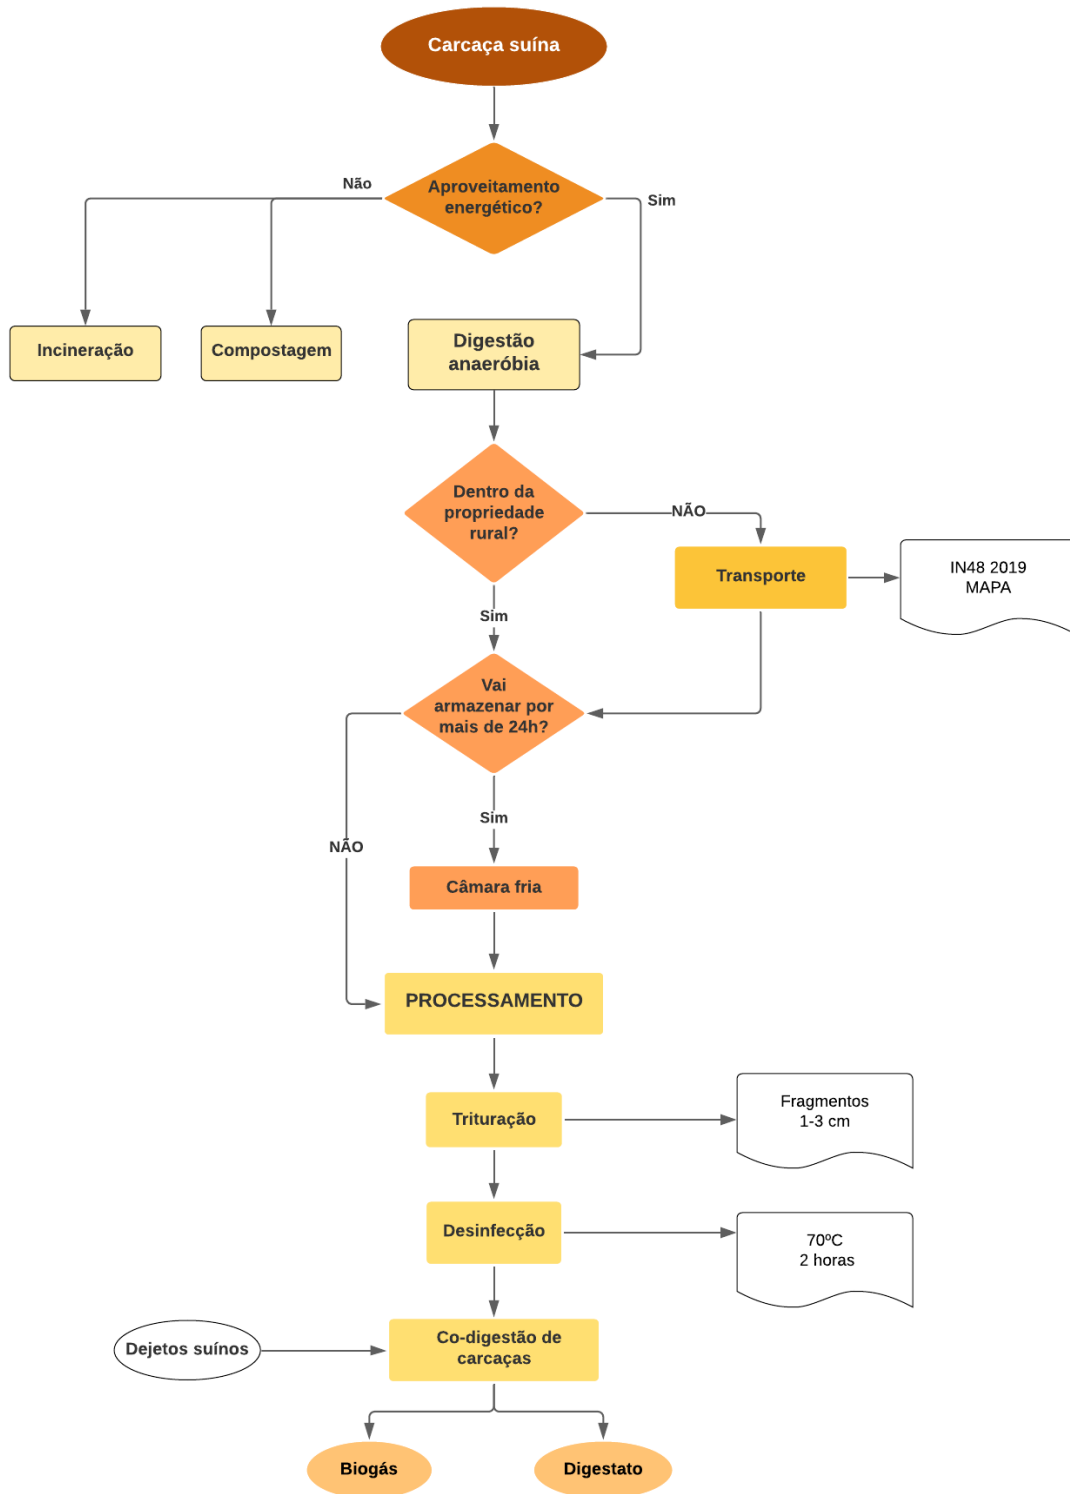 Carcaça suína
Aproveitamento
energético?
Não
Sim
Incineração
Compostagem
Digestão
anaeróbia
Dentro da
propriedade
rural?
NÃO
Transporte
IN48 2019
MAPA
Sim
Vai
armazenar por
mais de 24h?
Sim
NÃO
Câmara fria
PROCESSAMENTO
Trituração
Fragmentos
1-3 cm
Desinfecção
70ºC
2 horas
Dejetos suínos
Co-digestão de
carcaças
Biogás
Digestato